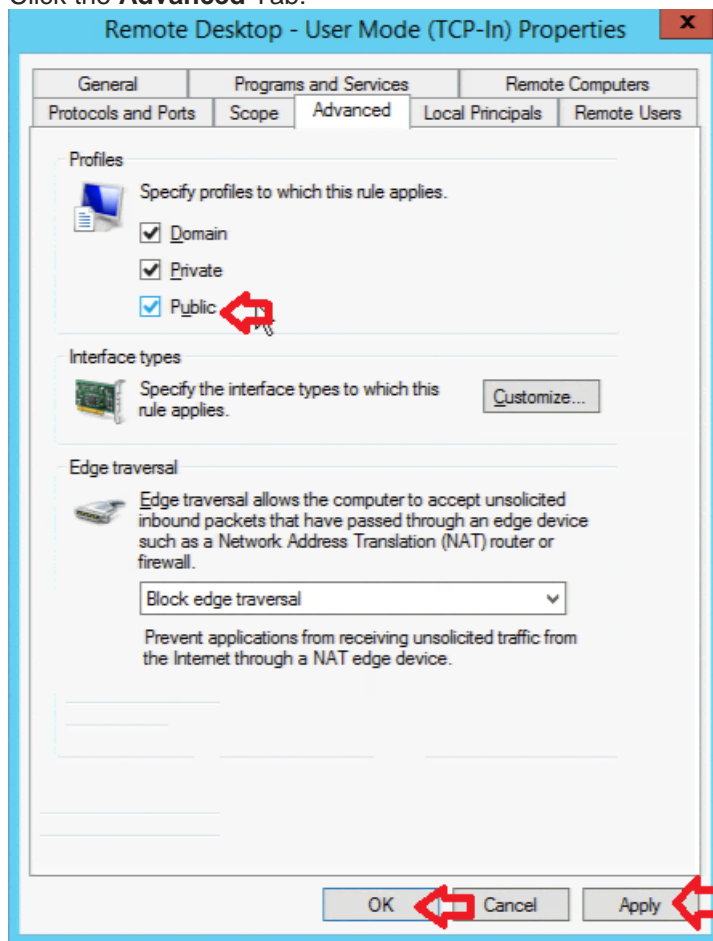 Click the Advanced Tab.
Remote Desktop - User Mode (TCP-In) Properties
x
General Programs and Services Remote Computers
Protocols and Ports Scope Advanced Local Principals Remote Users
Profiles
Specify profiles to which this rule applies.
Domain
Private
Public
Interface types
Specify the interface types to which this
rule applies.
Customize...
Edge traversal
Edge traversal allows the computer to accept unsolicited
inbound packets that have passed through an edge device
such as a Network Address Translation (NAT) router or
firewall.
Block edge traversal
Prevent applications from receiving unsolicited traffic from
the Internet through a NAT edge device.
OK Cancel Apply